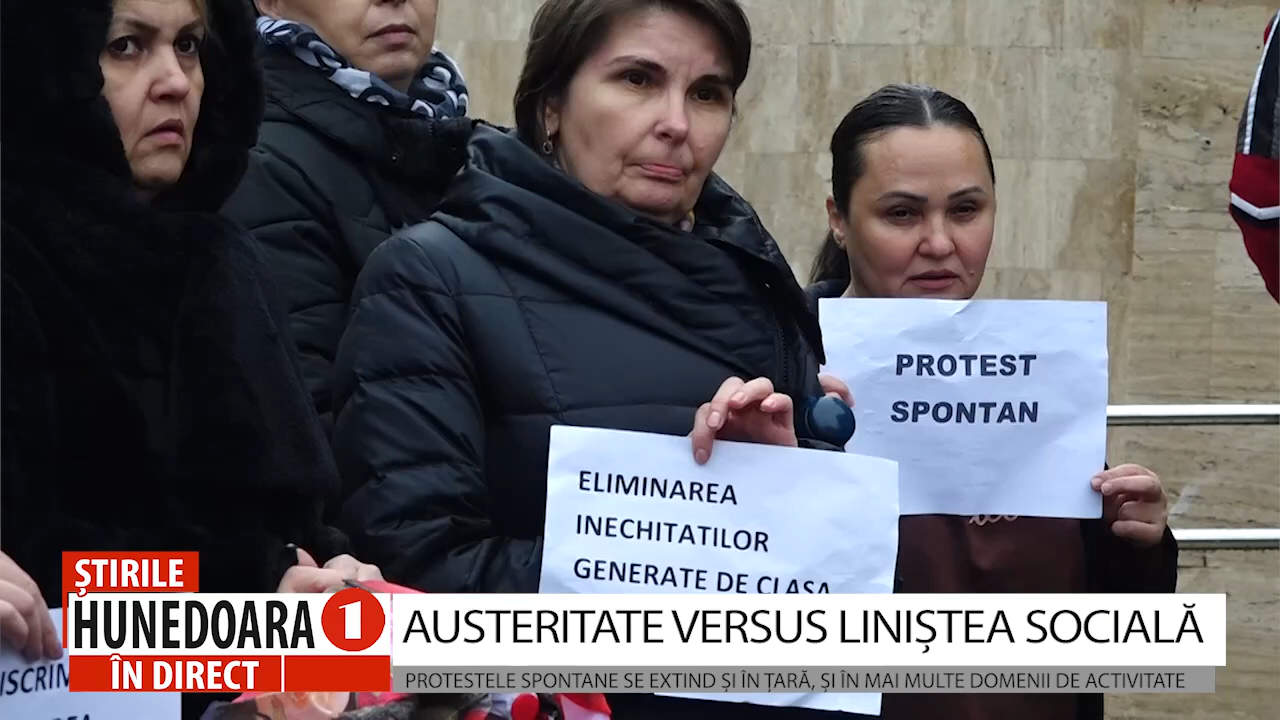 PROTEST
SPONTAN
ELIMINAREA
INECHITATILOR
GENERATE DE CLASA
ȘTIRILE
HUNEDOARA 1
ÎN DIRECT
AUSTERITATE VERSUS LINIȘTEA SOCIALĂ
PROTESTELE SPONTANE SE EXTIND ȘI ÎN ȚARĂ, ȘI ÎN MAI MULTE DOMENII DE ACTIVITATE